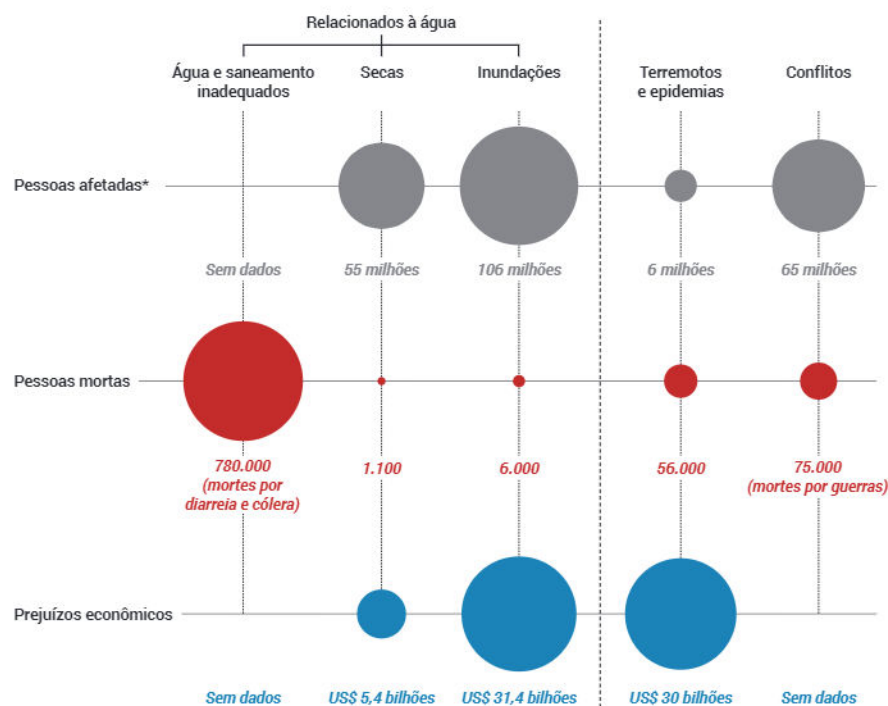 Relacionados à água
Água e saneamento
inadequados
Secas
Inundações
Terremotos
e epidemias
Conflitos
Pessoas afetadas*
Sem dados
55 milhões
106 milhões
6 milhões
65 milhões
Pessoas mortas
780.000
(mortes por
diarreia e cólera)
1.100
6.000
56.000
75.000
(mortes por guerras)
Prejuízos econômicos
Sem dados
US$ 5,4 bilhões
US$ 31,4 bilhões
US$ 30 bilhões
Sem dados